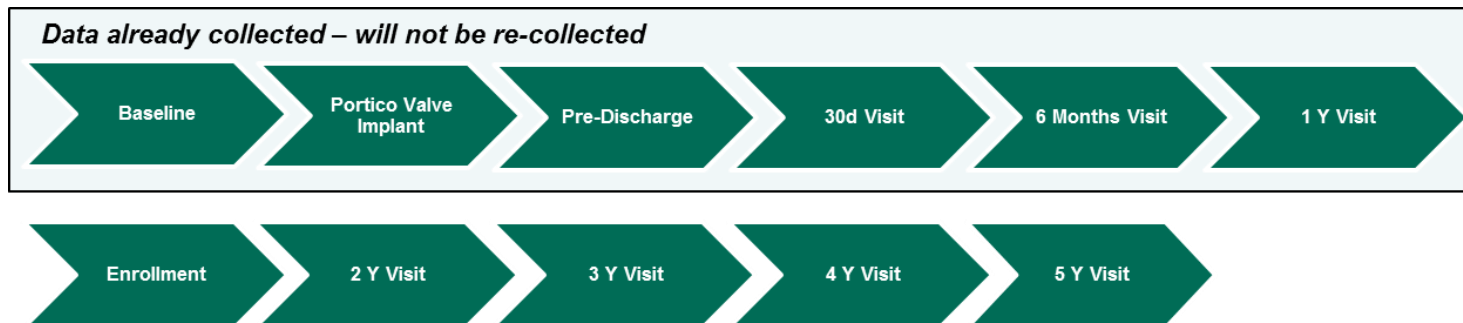 Data already collected – will not be re-collected
Baseline
Portico Valve
Implant
Pre-Discharge
30d Visit
6 Months Visit
1 Y Visit
Enrollment
2 Y Visit
3 Y Visit
4 Y Visit
5 Y Visit